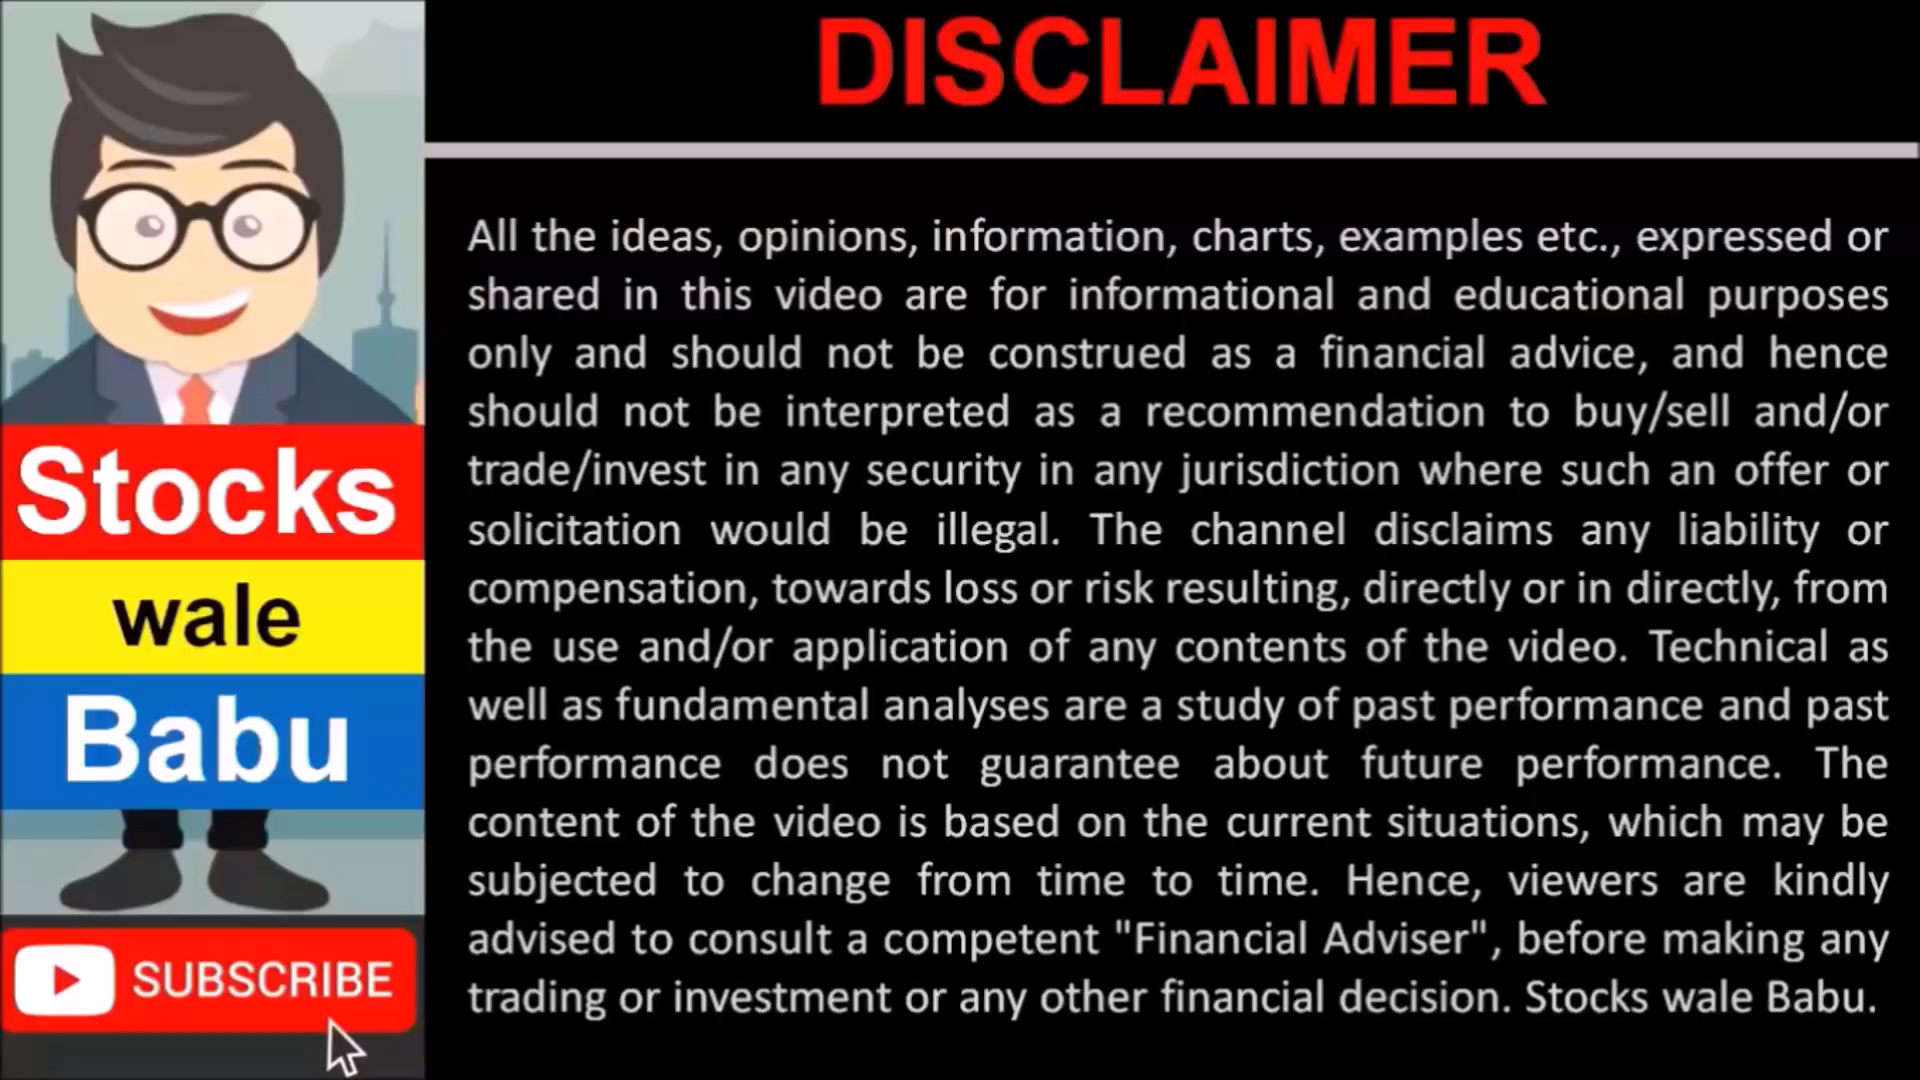 DISCLAIMER
All the ideas, opinions, information, charts, examples etc., expressed or
shared in this video are for informational and educational purposes
only and should not be construed as a financial advice, and hence
should not be interpreted as a recommendation to buy/sell and/or
trade/invest in any security in any jurisdiction where such an offer or
solicitation would be illegal. The channel disclaims any liability or
compensation, towards loss or risk resulting, directly or in directly, from
the use and/or application of any contents of the video. Technical as
well as fundamental analyses are a study of past performance and past
performance does not guarantee about future performance. The
content of the video is based on the current situations, which may be
subjected to change from time to time. Hence, viewers are kindly
advised to consult a competent "Financial Adviser", before making any
trading or investment or any other financial decision. Stocks wale Babu.
Stocks
wale
Babu
SUBSCRIBE